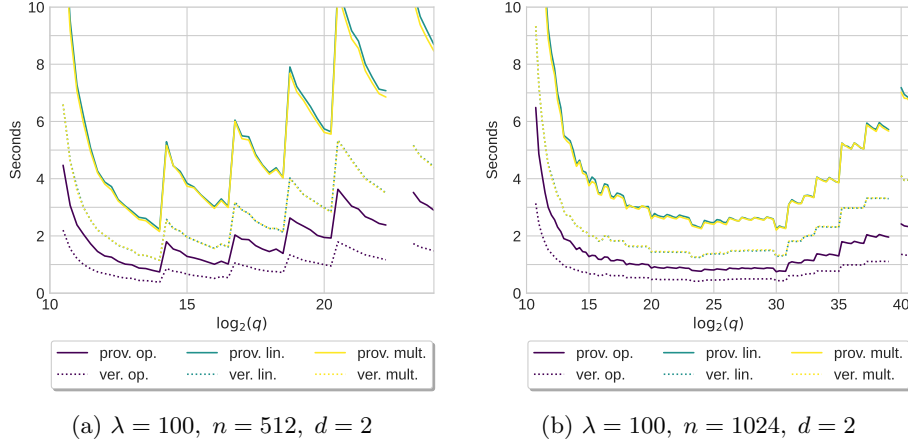 10
8
6
4
2
0
Seconds
10
15
20
log₂(q)
prov. op.
prov. lin.
prov. mult.
ver. op.
ver. lin.
ver. mult.
(a) λ = 100, n = 512, d = 2
10
8
6
4
2
0
Seconds
10
15
20
25
30
35
40
log₂(q)
prov. op.
prov. lin.
prov. mult.
ver. op.
ver. lin.
ver. mult.
(b) λ = 100, n = 1024, d = 2